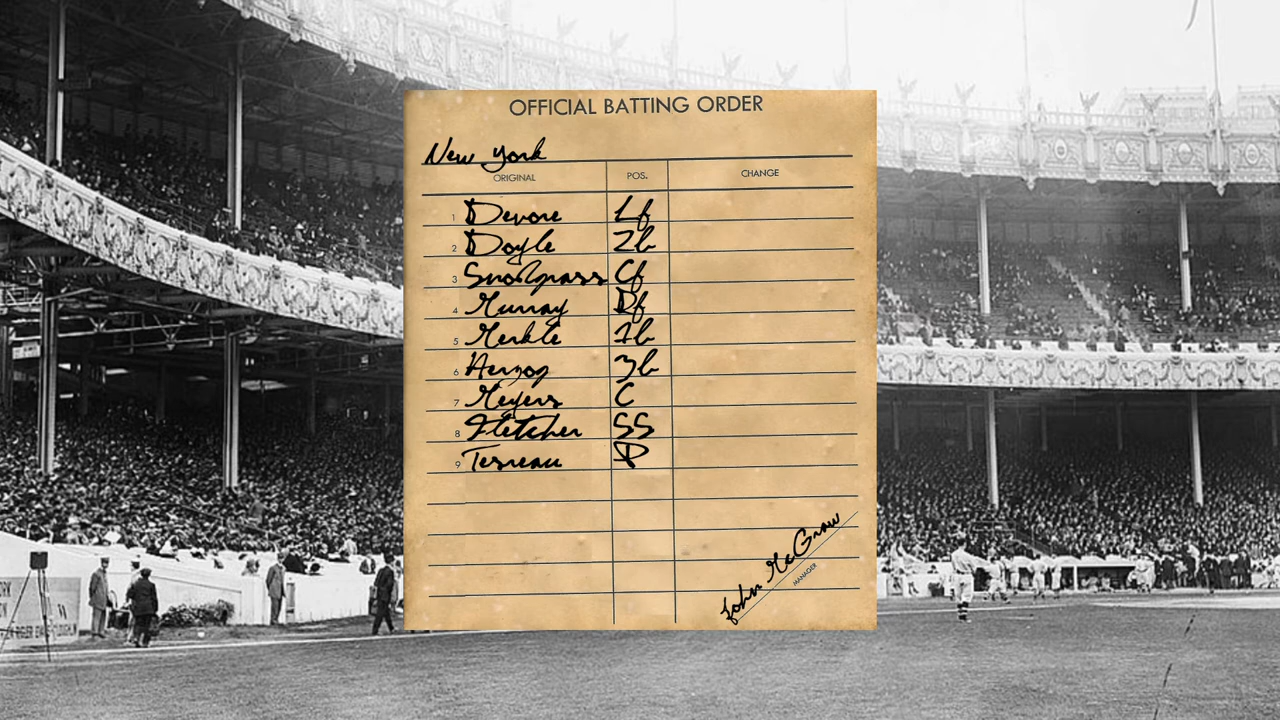 OFFICIAL BATTING ORDER
New York
ORIGINAL POS. CHANGE
1 Devore Lf
2 Doyle 2b
3 Snodgrass Cf
4 Murray Rf
5 Merkle 1b
6 Herzog 3b
7 Meyers C
8 Fletcher SS
9 Tesreau P
John McGraw
MANAGER